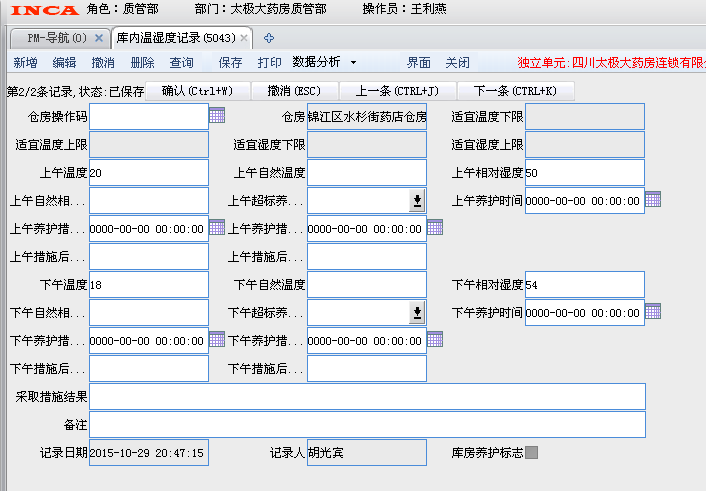 INCA 角色：质管部 部门：太极大药房质管部 操作员：王利燕
PM-导航(0) 库内温湿度记录(5043)
新增 编辑 撤消 删除 查询 保存 打印 数据分析 界面 关闭 独立单元:四川太极大药房连锁有限
第2/2条记录,状态:已保存 确认(Ctrl+W) 撤消(ESC) 上一条(CTRL+J) 下一条(CTRL+K)
仓房操作码 仓房 锦江区水杉街药店仓房 适宜温度下限
适宜温度上限 适宜湿度下限 适宜湿度上限
上午温度 20 上午自然温度 上午相对湿度 50
上午自然相... 上午超标养... 上午养护时间 0000-00-00 00:00:00
上午养护措... 0000-00-00 00:00:00 上午养护措... 0000-00-00 00:00:00
上午措施后... 上午措施后...
下午温度 18 下午自然温度 下午相对湿度 54
下午自然相... 下午超标养... 下午养护时间 0000-00-00 00:00:00
下午养护措... 0000-00-00 00:00:00 下午养护措... 0000-00-00 00:00:00
下午措施后... 下午措施后...
采取措施结果
备注
记录日期 2015-10-29 20:47:15 记录人 胡光宾 库房养护标志